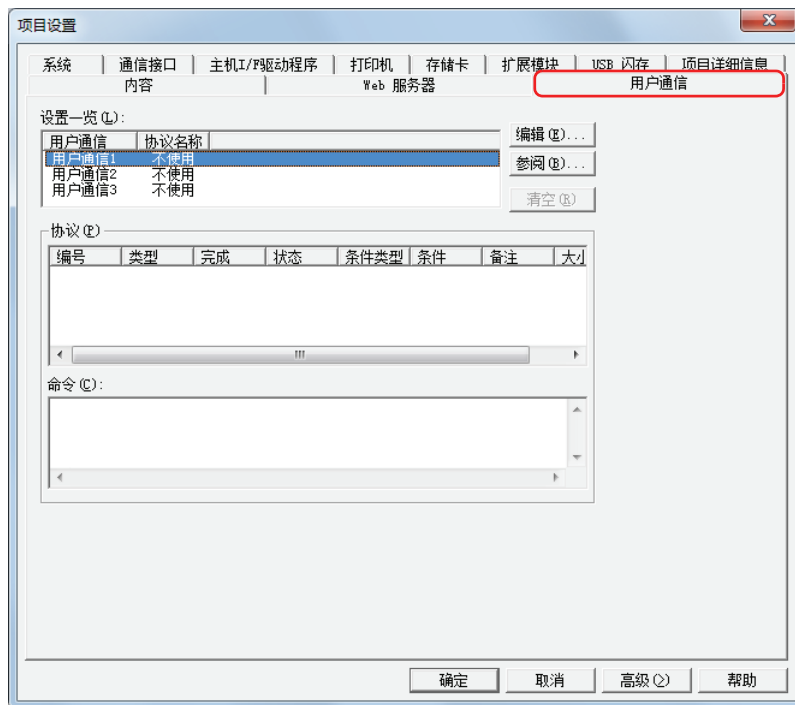 项目设置
系统 通信接口 主机I/F驱动程序 打印机 存储卡 扩展模块 USB 闪存 项目详细信息
内容 Web 服务器 用户通信
设置一览(L):
用户通信 协议名称
用户通信1 不使用
用户通信2 不使用
用户通信3 不使用
编辑(E)...
参阅(B)...
清空(R)
协议(P)
编号 类型 完成 状态 条件类型 条件 备注 大小
命令(C):
确定 取消 高级(>) 帮助